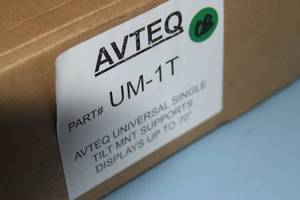 AVTEQ
PART# UM-1T
AVTEQ UNIVERSAL SINGLE
TILT MNT SUPPORTS
DISPLAYS UP TO 70"